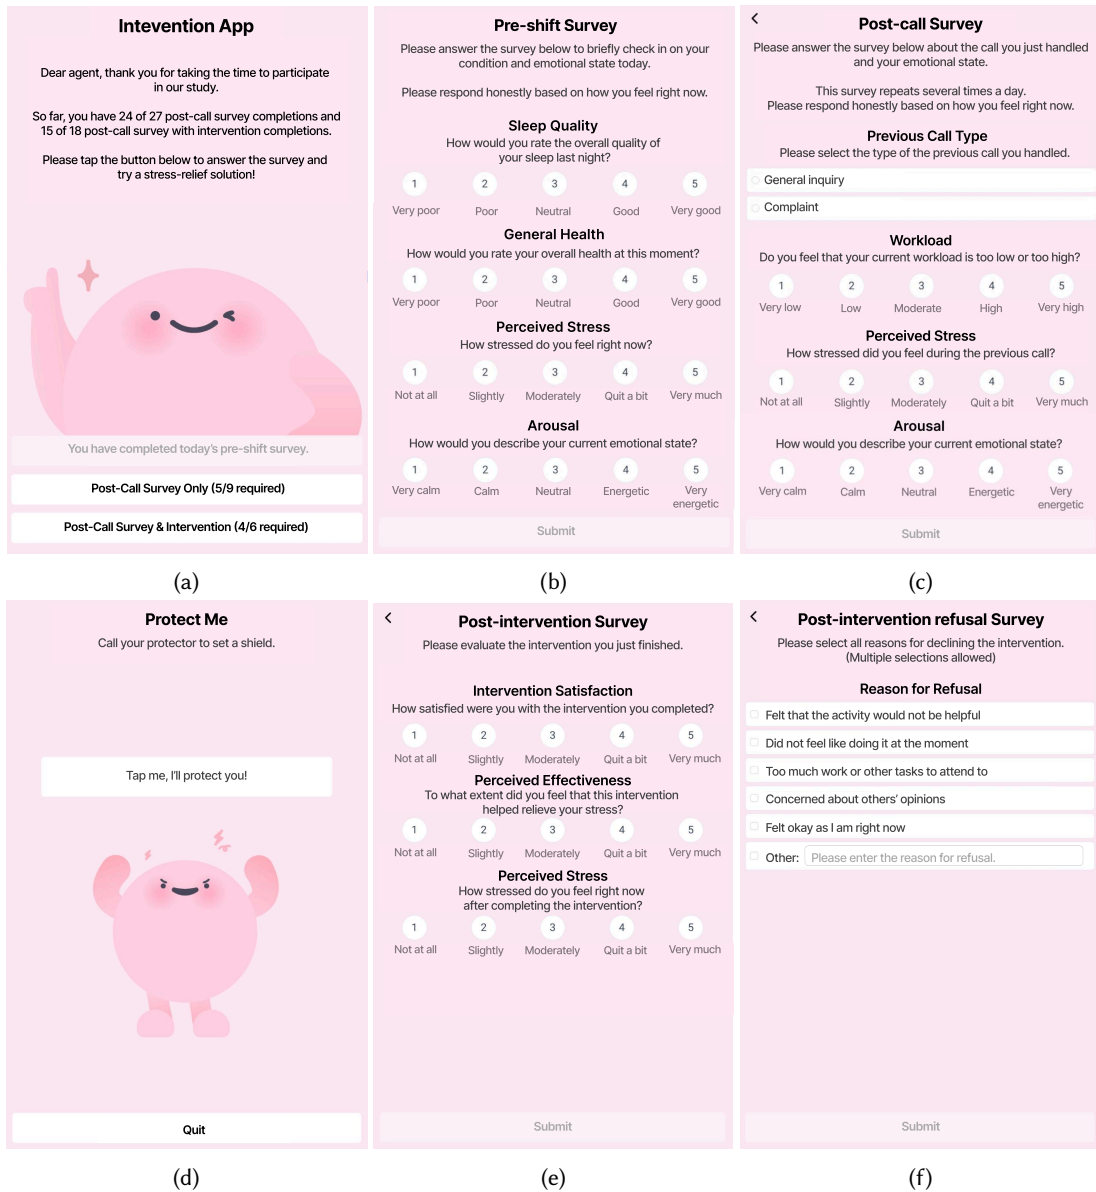 Intevention App
Dear agent, thank you for taking the time to participate
in our study.
So far, you have 24 of 27 post-call survey completions and
15 of 18 post-call survey with intervention completions.
Please tap the button below to answer the survey and
try a stress-relief solution!
You have completed today's pre-shift survey.
Post-Call Survey Only (5/9 required)
Post-Call Survey & Intervention (4/6 required)
(a)
Pre-shift Survey
Please answer the survey below to briefly check in on your
condition and emotional state today.
Please respond honestly based on how you feel right now.
Sleep Quality
How would you rate the overall quality of
your sleep last night?
1 2 3 4 5
Very poor Poor Neutral Good Very good
General Health
How would you rate your overall health at this moment?
1 2 3 4 5
Very poor Poor Neutral Good Very good
Perceived Stress
How stressed do you feel right now?
1 2 3 4 5
Not at all Slightly Moderately Quit a bit Very much
Arousal
How would you describe your current emotional state?
1 2 3 4 5
Very calm Calm Neutral Energetic Very
energetic
Submit
(b)
Post-call Survey
Please answer the survey below about the call you just handled
and your emotional state.
This survey repeats several times a day.
Please respond honestly based on how you feel right now.
Previous Call Type
Please select the type of the previous call you handled.
General inquiry
Complaint
Workload
Do you feel that your current workload is too low or too high?
1 2 3 4 5
Very low Low Moderate High Very high
Perceived Stress
How stressed did you feel during the previous call?
1 2 3 4 5
Not at all Slightly Moderately Quit a bit Very much
Arousal
How would you describe your current emotional state?
1 2 3 4 5
Very calm Calm Neutral Energetic Very
energetic
Submit
(c)
Protect Me
Call your protector to set a shield.
Tap me, I'll protect you!
Quit
(d)
Post-intervention Survey
Please evaluate the intervention you just finished.
Intervention Satisfaction
How satisfied were you with the intervention you completed?
1 2 3 4 5
Not at all Slightly Moderately Quit a bit Very much
Perceived Effectiveness
To what extent did you feel that this intervention
helped relieve your stress?
1 2 3 4 5
Not at all Slightly Moderately Quit a bit Very much
Perceived Stress
How stressed do you feel right now
after completing the intervention?
1 2 3 4 5
Not at all Slightly Moderately Quit a bit Very much
Submit
(e)
Post-intervention refusal Survey
Please select all reasons for declining the intervention.
(Multiple selections allowed)
Reason for Refusal
Felt that the activity would not be helpful
Did not feel like doing it at the moment
Too much work or other tasks to attend to
Concerned about others' opinions
Felt okay as I am right now
Other: Please enter the reason for refusal.
Submit
(f)